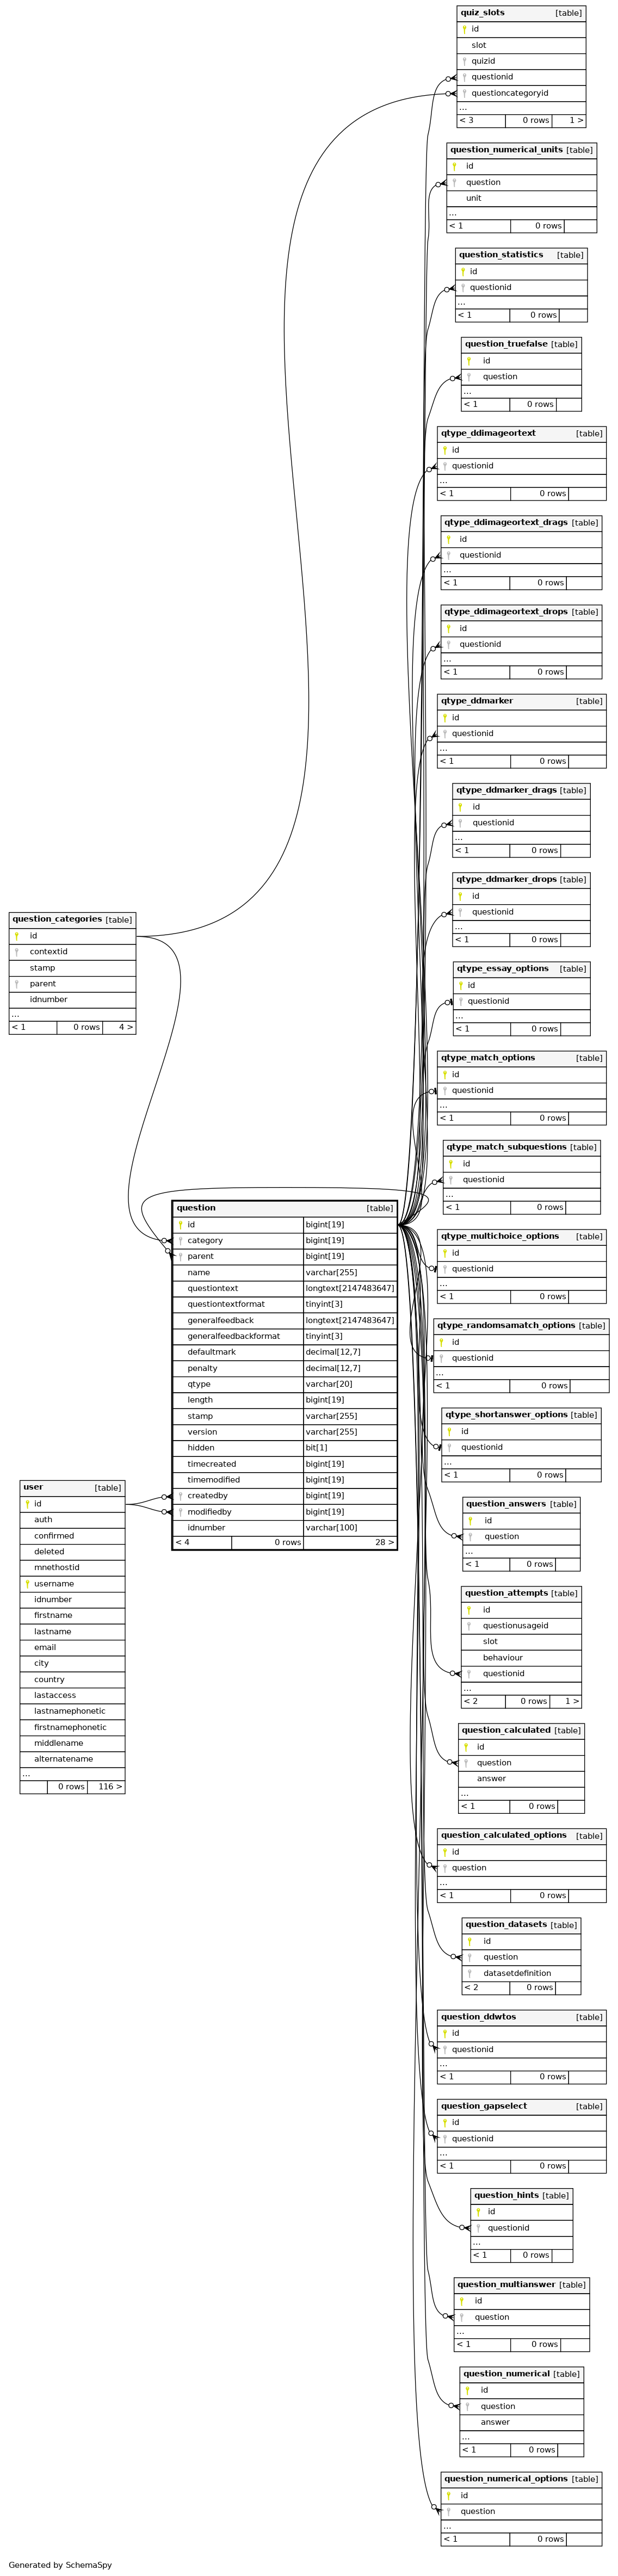 quiz_slots [table]
id
slot
quizid
questionid
questioncategoryid
...
< 3 0 rows 1 >
question_numerical_units [table]
id
question
unit
...
< 1 0 rows
question_statistics [table]
id
questionid
...
< 1 0 rows
question_truefalse [table]
id
question
...
< 1 0 rows
qtype_ddimageortext [table]
id
questionid
...
< 1 0 rows
qtype_ddimageortext_drags [table]
id
questionid
...
< 1 0 rows
qtype_ddimageortext_drops [table]
id
questionid
...
< 1 0 rows
qtype_ddmarker [table]
id
questionid
...
< 1 0 rows
qtype_ddmarker_drags [table]
id
questionid
...
< 1 0 rows
qtype_ddmarker_drops [table]
id
questionid
...
< 1 0 rows
question_categories [table]
id
contextid
stamp
parent
idnumber
...
< 1 0 rows 4 >
qtype_essay_options [table]
id
questionid
...
< 1 0 rows
qtype_match_options [table]
id
questionid
...
< 1 0 rows
qtype_match_subquestions [table]
id
questionid
...
< 1 0 rows
question [table]
id bigint[19]
category bigint[19]
parent bigint[19]
name varchar[255]
questiontext longtext[2147483647]
questiontextformat tinyint[3]
generalfeedback longtext[2147483647]
generalfeedbackformat tinyint[3]
defaultmark decimal[12,7]
penalty decimal[12,7]
qtype varchar[20]
length bigint[19]
stamp varchar[255]
version varchar[255]
hidden bit[1]
timecreated bigint[19]
timemodified bigint[19]
createdby bigint[19]
modifiedby bigint[19]
idnumber varchar[100]
< 4 0 rows 28 >
qtype_multichoice_options [table]
id
questionid
...
< 1 0 rows
qtype_randomsamatch_options [table]
id
questionid
...
< 1 0 rows
qtype_shortanswer_options [table]
id
questionid
...
< 1 0 rows
user [table]
id
auth
confirmed
deleted
mnethostid
username
idnumber
firstname
lastname
email
city
country
lastaccess
lastnamephonetic
firstnamephonetic
middlename
alternatename
...
0 rows 116 >
question_answers [table]
id
question
...
< 1 0 rows
question_attempts [table]
id
questionusageid
slot
behaviour
questionid
...
< 2 0 rows 1 >
question_calculated [table]
id
question
answer
...
< 1 0 rows
question_calculated_options [table]
id
question
...
< 1 0 rows
question_datasets [table]
id
question
datasetdefinition
< 2 0 rows
question_ddwtos [table]
id
questionid
...
< 1 0 rows
question_gapselect [table]
id
questionid
...
< 1 0 rows
question_hints [table]
id
questionid
...
< 1 0 rows
question_multianswer [table]
id
question
...
< 1 0 rows
question_numerical [table]
id
question
answer
...
< 1 0 rows
question_numerical_options [table]
id
question
...
< 1 0 rows
Generated by SchemaSpy